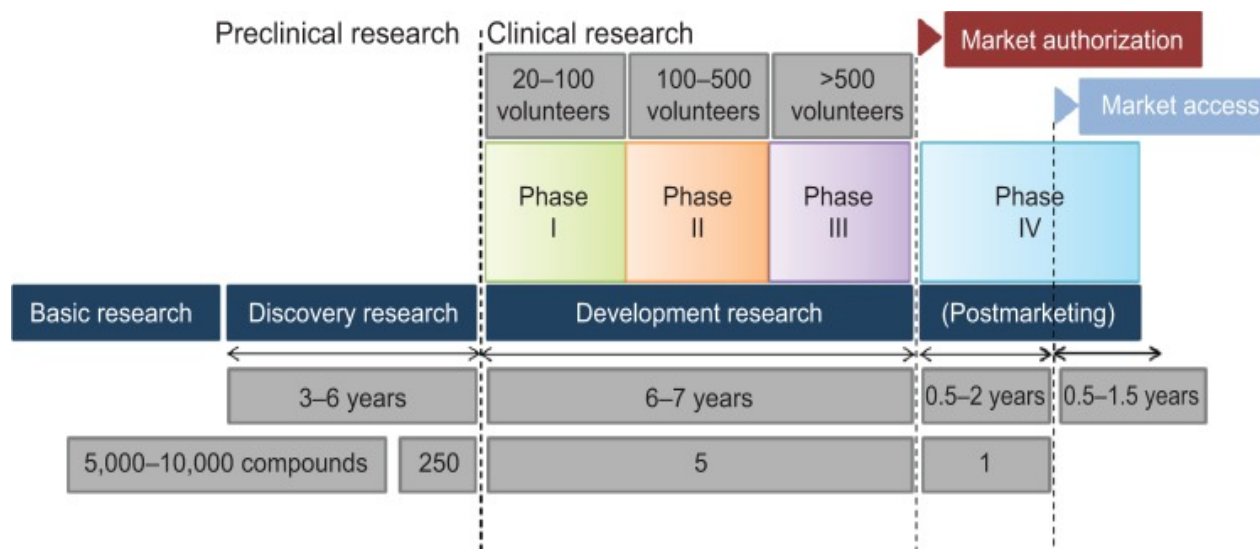 Preclinical research
Clinical research
Market authorization
Market access
20–100
volunteers
100–500
volunteers
>500
volunteers
Phase
I
Phase
II
Phase
III
Phase
IV
Basic research
Discovery research
Development research
(Postmarketing)
3–6 years
6–7 years
0.5–2 years
0.5–1.5 years
5,000–10,000 compounds
250
5
1